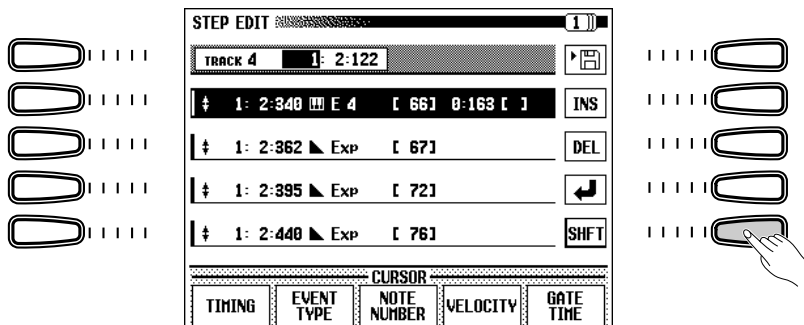 STEP EDIT 1
TRACK 4 1: 2:122
1: 2:340 E 4 [ 66] 0:163 [ ] INS
1: 2:362 Exp [ 67] DEL
1: 2:395 Exp [ 72]
1: 2:440 Exp [ 76] SHFT
CURSOR
TIMING EVENT TYPE NOTE NUMBER VELOCITY GATE TIME